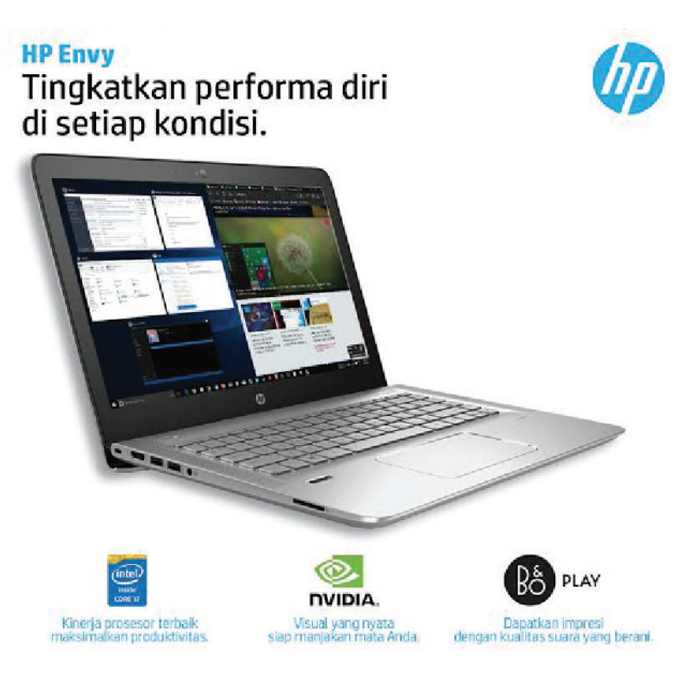 HP Envy
Tingkatkan performa diri
di setiap kondisi.
hp
hp
intel
inside
CORE i7
NVIDIA.
B&O PLAY
Kinerja prosesor terbaik
maksimalkan produktivitas.
Visual yang nyata
siap manjakan mata Anda.
Dapatkan impresi
dengan kualitas suara yang berani.